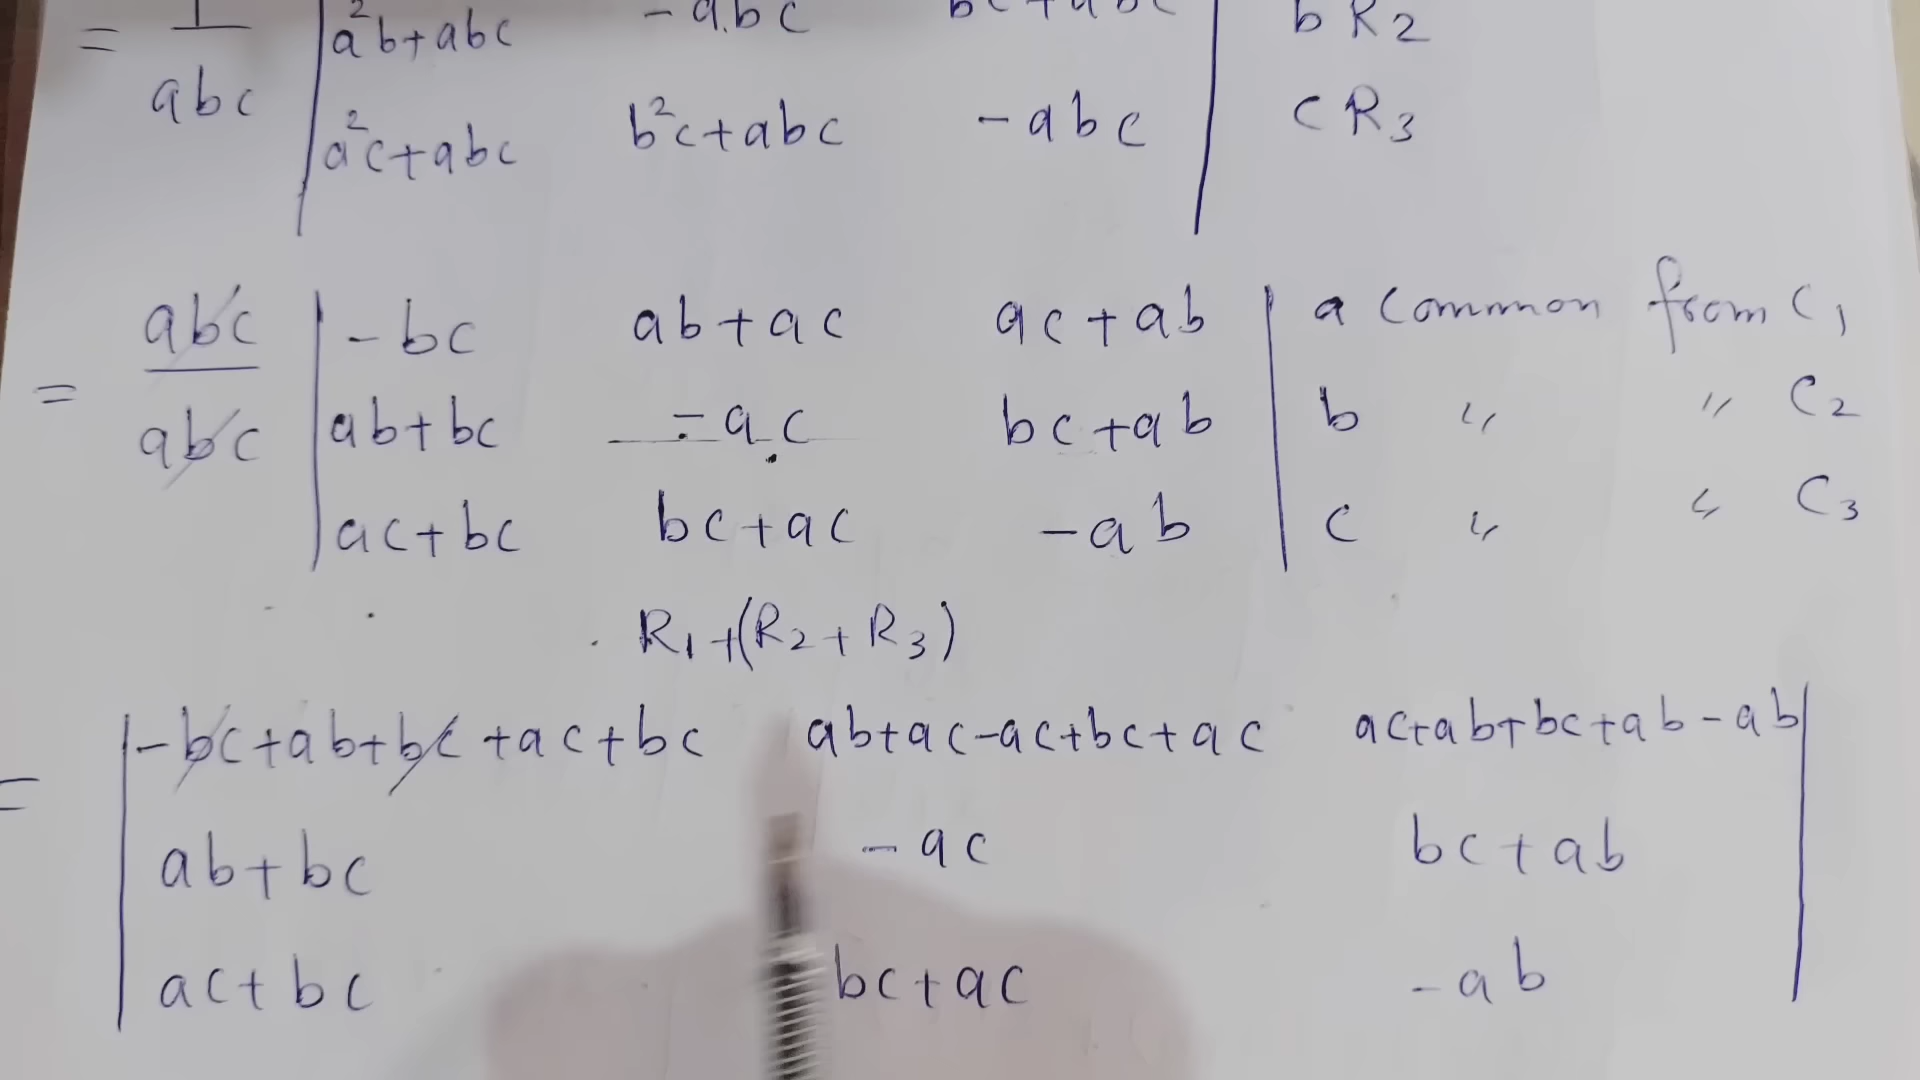 = 1/abc | a²b+abc   -abc   bc²+abc | bR2
| a²c+abc   b²c+abc   -abc | cR3
= abc/abc | -bc   ab+ac   ac+ab | a common from C1
| ab+bc   -ac   bc+ab | b " " C2
| ac+bc   bc+ac   -ab | c " " C3
R1+(R2+R3)
= | -bc+ab+bc+ac+bc   ab+ac-ac+bc+ac   ac+ab+bc+ab-ab |
| ab+bc   -ac   bc+ab |
| ac+bc   bc+ac   -ab |